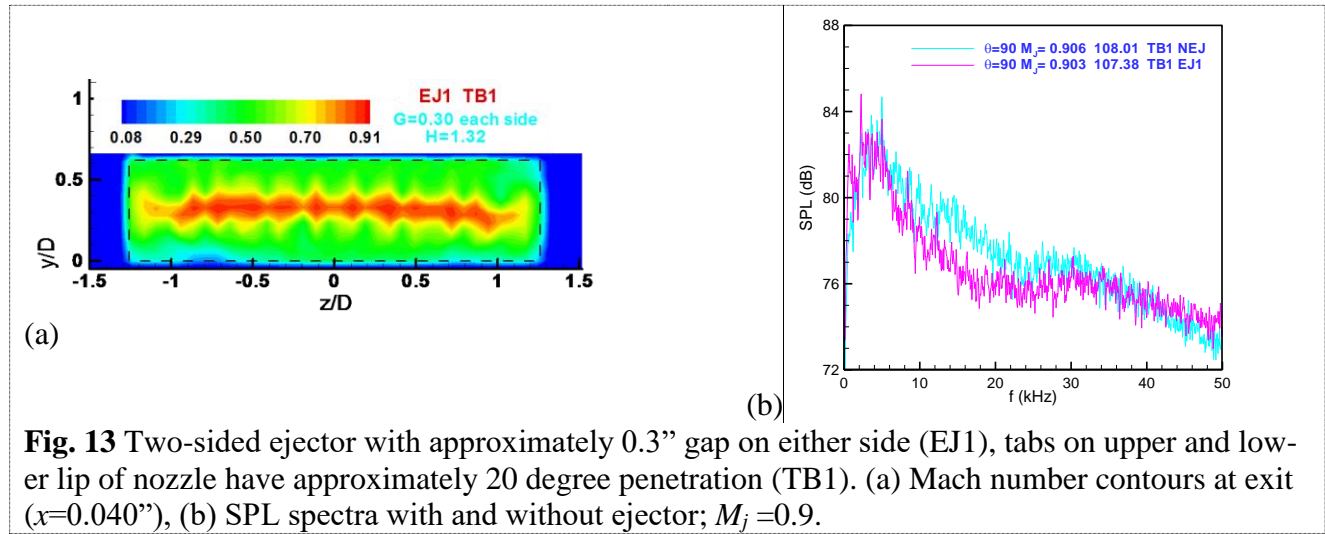 1
0.5
0
y/D
0.08 0.29 0.50 0.70 0.91
EJ1 TB1
G=0.30 each side
H=1.32
-1.5 -1 -0.5 0 0.5 1 1.5
z/D
(a)
88
84
80
76
72
SPL (dB)
θ=90 MJ= 0.906 108.01 TB1 NEJ
θ=90 MJ= 0.903 107.38 TB1 EJ1
0 10 20 30 40 50
f (kHz)
(b)
Fig. 13 Two-sided ejector with approximately 0.3” gap on either side (EJ1), tabs on upper and low-
er lip of nozzle have approximately 20 degree penetration (TB1). (a) Mach number contours at exit
(x=0.040”), (b) SPL spectra with and without ejector; Mj =0.9.